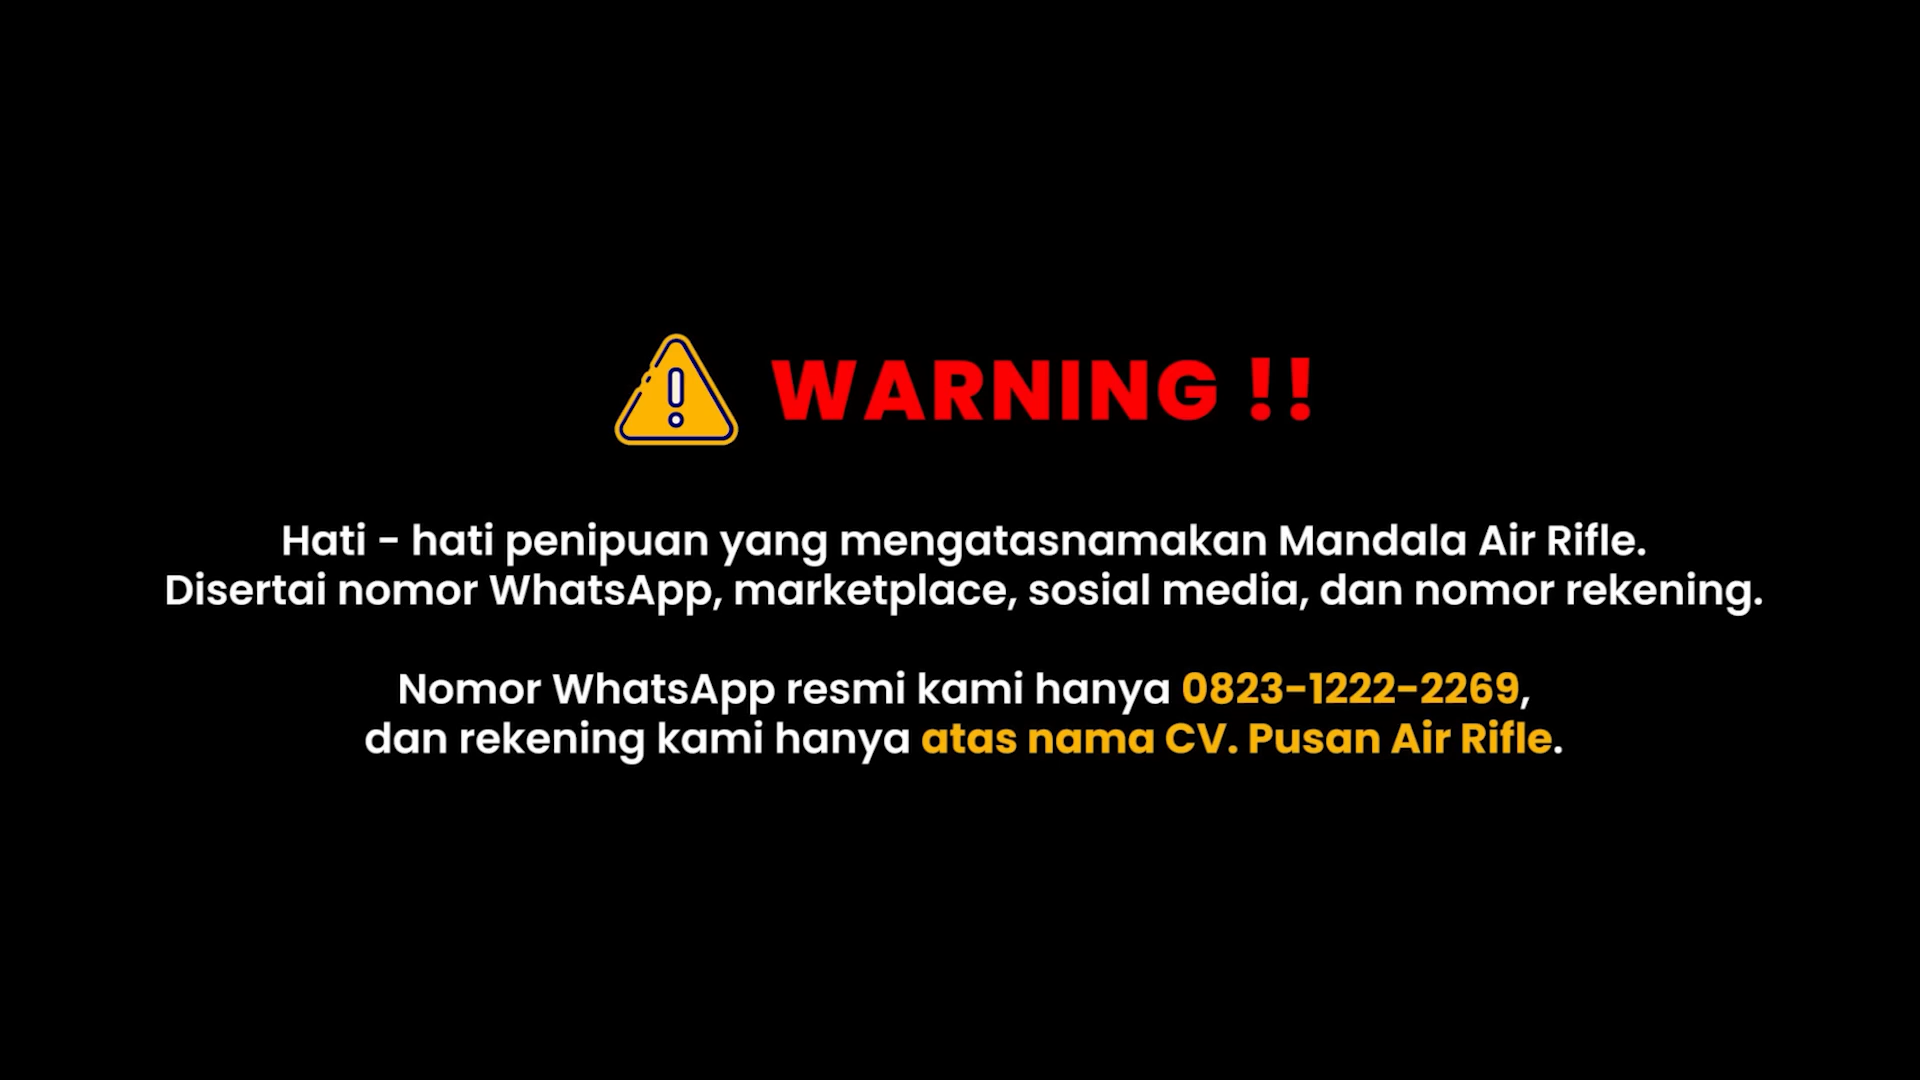 WARNING !!
Hati - hati penipuan yang mengatasnamakan Mandala Air Rifle.
Disertai nomor WhatsApp, marketplace, sosial media, dan nomor rekening.
Nomor WhatsApp resmi kami hanya 0823-1222-2269,
dan rekening kami hanya atas nama CV. Pusan Air Rifle.